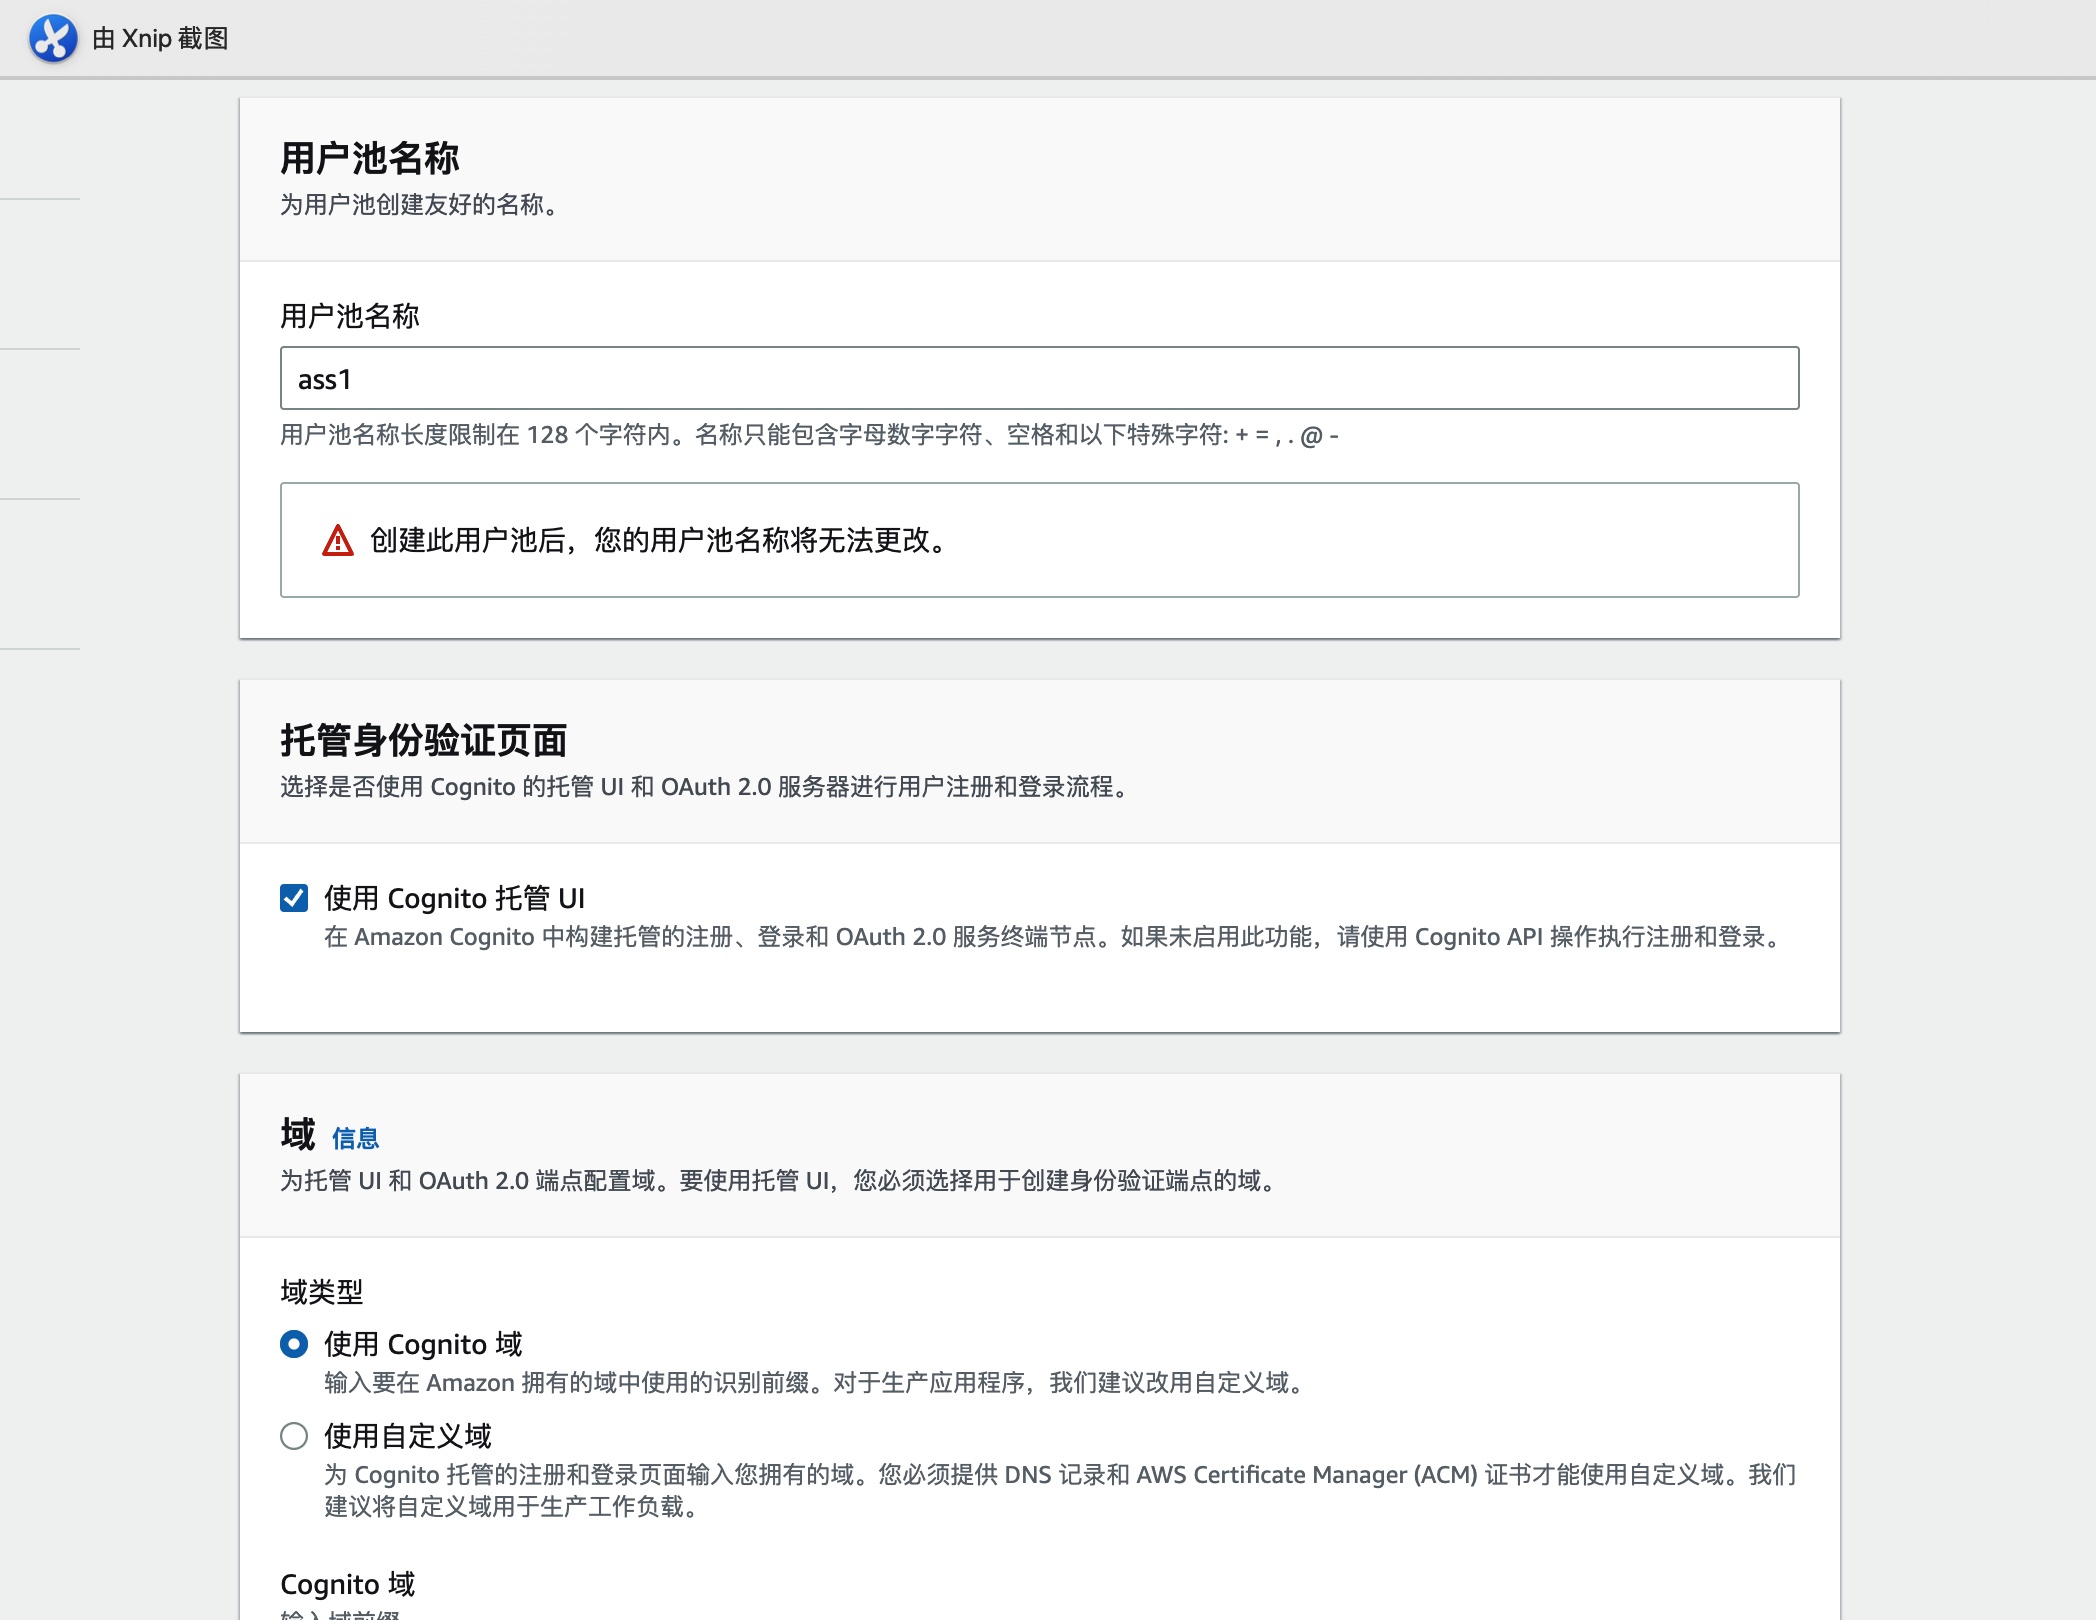 由 Xnip 截图
用户池名称
为用户池创建友好的名称。
用户池名称
ass1
用户池名称长度限制在 128 个字符内。名称只能包含字母数字字符、空格和以下特殊字符: + = , . @ -
创建此用户池后，您的用户池名称将无法更改。
托管身份验证页面
选择是否使用 Cognito 的托管 UI 和 OAuth 2.0 服务器进行用户注册和登录流程。
使用 Cognito 托管 UI
在 Amazon Cognito 中构建托管的注册、登录和 OAuth 2.0 服务终端节点。如果未启用此功能，请使用 Cognito API 操作执行注册和登录。
域 信息
为托管 UI 和 OAuth 2.0 端点配置域。要使用托管 UI，您必须选择用于创建身份验证端点的域。
域类型
使用 Cognito 域
输入要在 Amazon 拥有的域中使用的识别前缀。对于生产应用程序，我们建议改用自定义域。
使用自定义域
为 Cognito 托管的注册和登录页面输入您拥有的域。您必须提供 DNS 记录和 AWS Certificate Manager (ACM) 证书才能使用自定义域。我们
建议将自定义域用于生产工作负载。
Cognito 域
输入域前缀